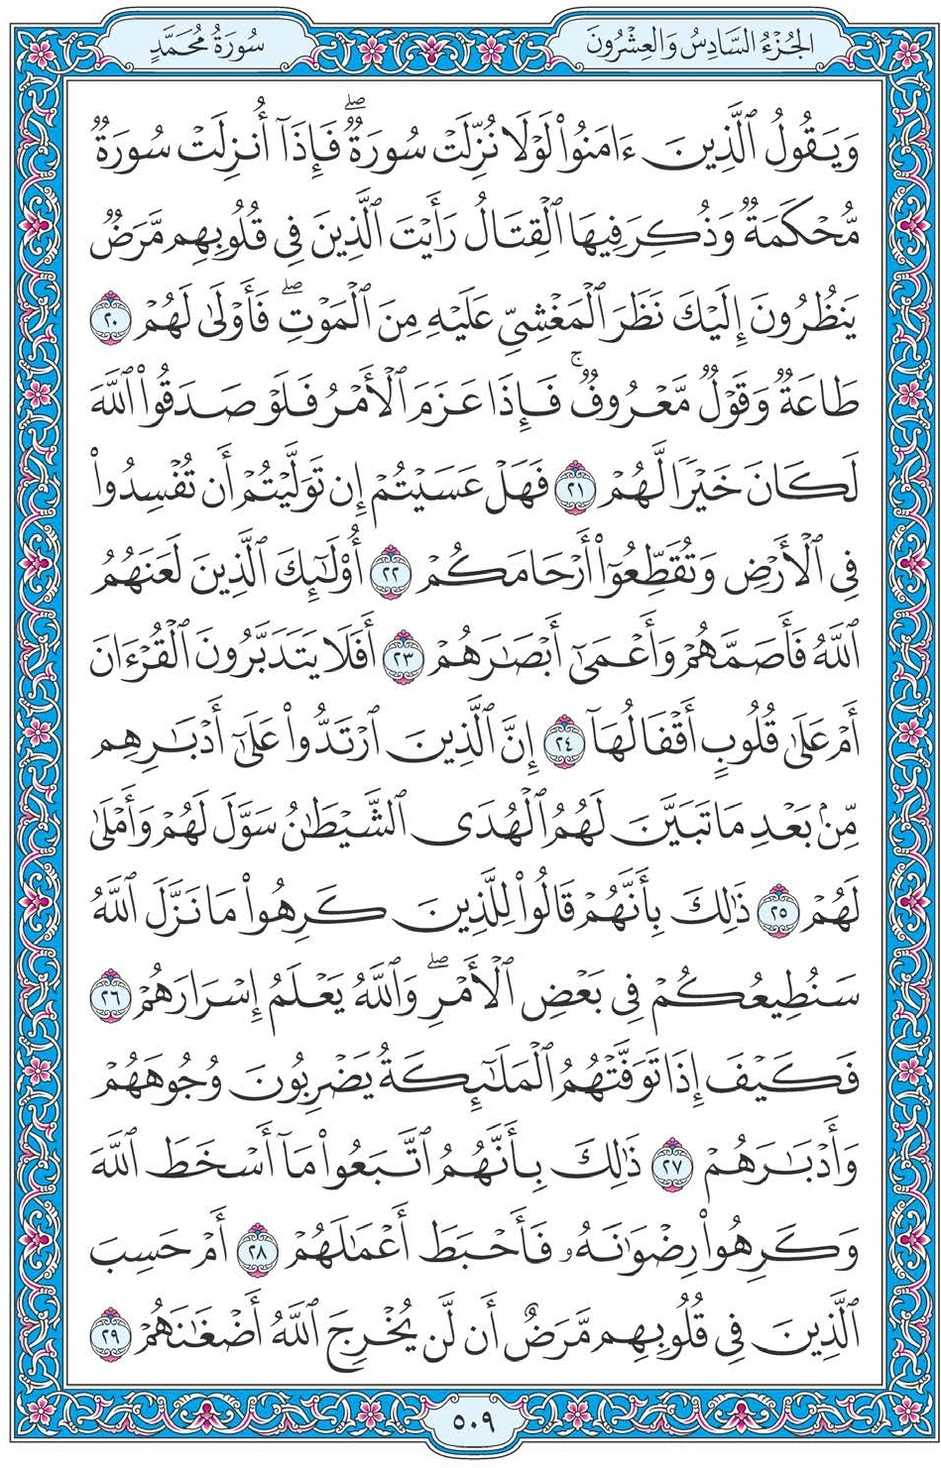 الجُزْءُ السَّادِسُ وَالعِشْرُونَ
سُورَةُ مُحَمَّدٍ
وَيَقُولُ ٱلَّذِينَ ءَامَنُوا۟ لَوْلَا نُزِّلَتْ سُورَةٌۖ فَإِذَآ أُنزِلَتْ سُورَةٌ
مُّحْكَمَةٌ وَذُكِرَ فِيهَا ٱلْقِتَالُ رَأَيْتَ ٱلَّذِينَ فِى قُلُوبِهِم مَّرَضٌ
يَنظُرُونَ إِلَيْكَ نَظَرَ ٱلْمَغْشِىِّ عَلَيْهِ مِنَ ٱلْمَوْتِۖ فَأَوْلَىٰ لَهُمْ ٢٠
طَاعَةٌ وَقَوْلٌ مَّعْرُوفٌۚ فَإِذَا عَزَمَ ٱلْأَمْرُ فَلَوْ صَدَقُوا۟ ٱللَّهَ
لَكَانَ خَيْرًا لَّهُمْ ٢١ فَهَلْ عَسَيْتُمْ إِن تَوَلَّيْتُمْ أَن تُفْسِدُوا۟
فِى ٱلْأَرْضِ وَتُقَطِّعُوٓا۟ أَرْحَامَكُمْ ٢٢ أُو۟لَٰٓئِكَ ٱلَّذِينَ لَعَنَهُمُ
ٱللَّهُ فَأَصَمَّهُمْ وَأَعْمَىٰٓ أَبْصَٰرَهُمْ ٢٣ أَفَلَا يَتَدَبَّرُونَ ٱلْقُرْءَانَ
أَمْ عَلَىٰ قُلُوبٍ أَقْفَالُهَآ ٢٤ إِنَّ ٱلَّذِينَ ٱرْتَدُّوا۟ عَلَىٰٓ أَدْبَٰرِهِم
مِّنۢ بَعْدِ مَا تَبَيَّنَ لَهُمُ ٱلْهُدَى ٱلشَّيْطَٰنُ سَوَّلَ لَهُمْ وَأَمْلَىٰ
لَهُمْ ٢٥ ذَٰلِكَ بِأَنَّهُمْ قَالُوا۟ لِلَّذِينَ كَرِهُوا۟ مَا نَزَّلَ ٱللَّهُ
سَنُطِيعُكُمْ فِى بَعْضِ ٱلْأَمْرِۖ وَٱللَّهُ يَعْلَمُ إِسْرَارَهُمْ ٢٦
فَكَيْفَ إِذَا تَوَفَّتْهُمُ ٱلْمَلَٰٓئِكَةُ يَضْرِبُونَ وُجُوهَهُمْ
وَأَدْبَٰرَهُمْ ٢٧ ذَٰلِكَ بِأَنَّهُمُ ٱتَّبَعُوا۟ مَآ أَسْخَطَ ٱللَّهَ
وَكَرِهُوا۟ رِضْوَٰنَهُۥ فَأَحْبَطَ أَعْمَٰلَهُمْ ٢٨ أَمْ حَسِبَ
ٱلَّذِينَ فِى قُلُوبِهِم مَّرَضٌ أَن لَّن يُخْرِجَ ٱللَّهُ أَضْغَٰنَهُمْ ٢٩
٥٠٩